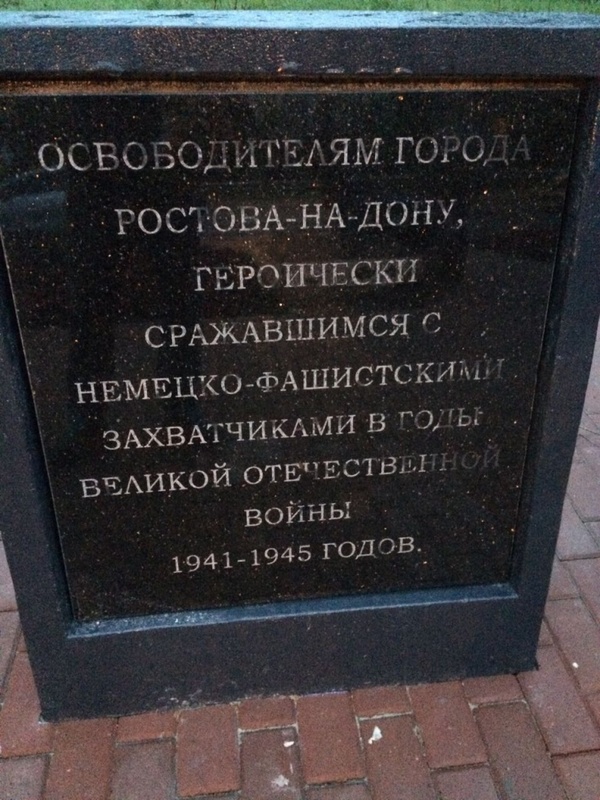 ОСВОБОДИТЕЛЯМ ГОРОДА
РОСТОВА-НА-ДОНУ,
ГЕРОИЧЕСКИ
СРАЖАВШИМСЯ С
НЕМЕЦКО-ФАШИСТСКИМИ
ЗАХВАТЧИКАМИ В ГОДЫ
ВЕЛИКОЙ ОТЕЧЕСТВЕННОЙ
ВОЙНЫ
1941-1945 ГОДОВ.